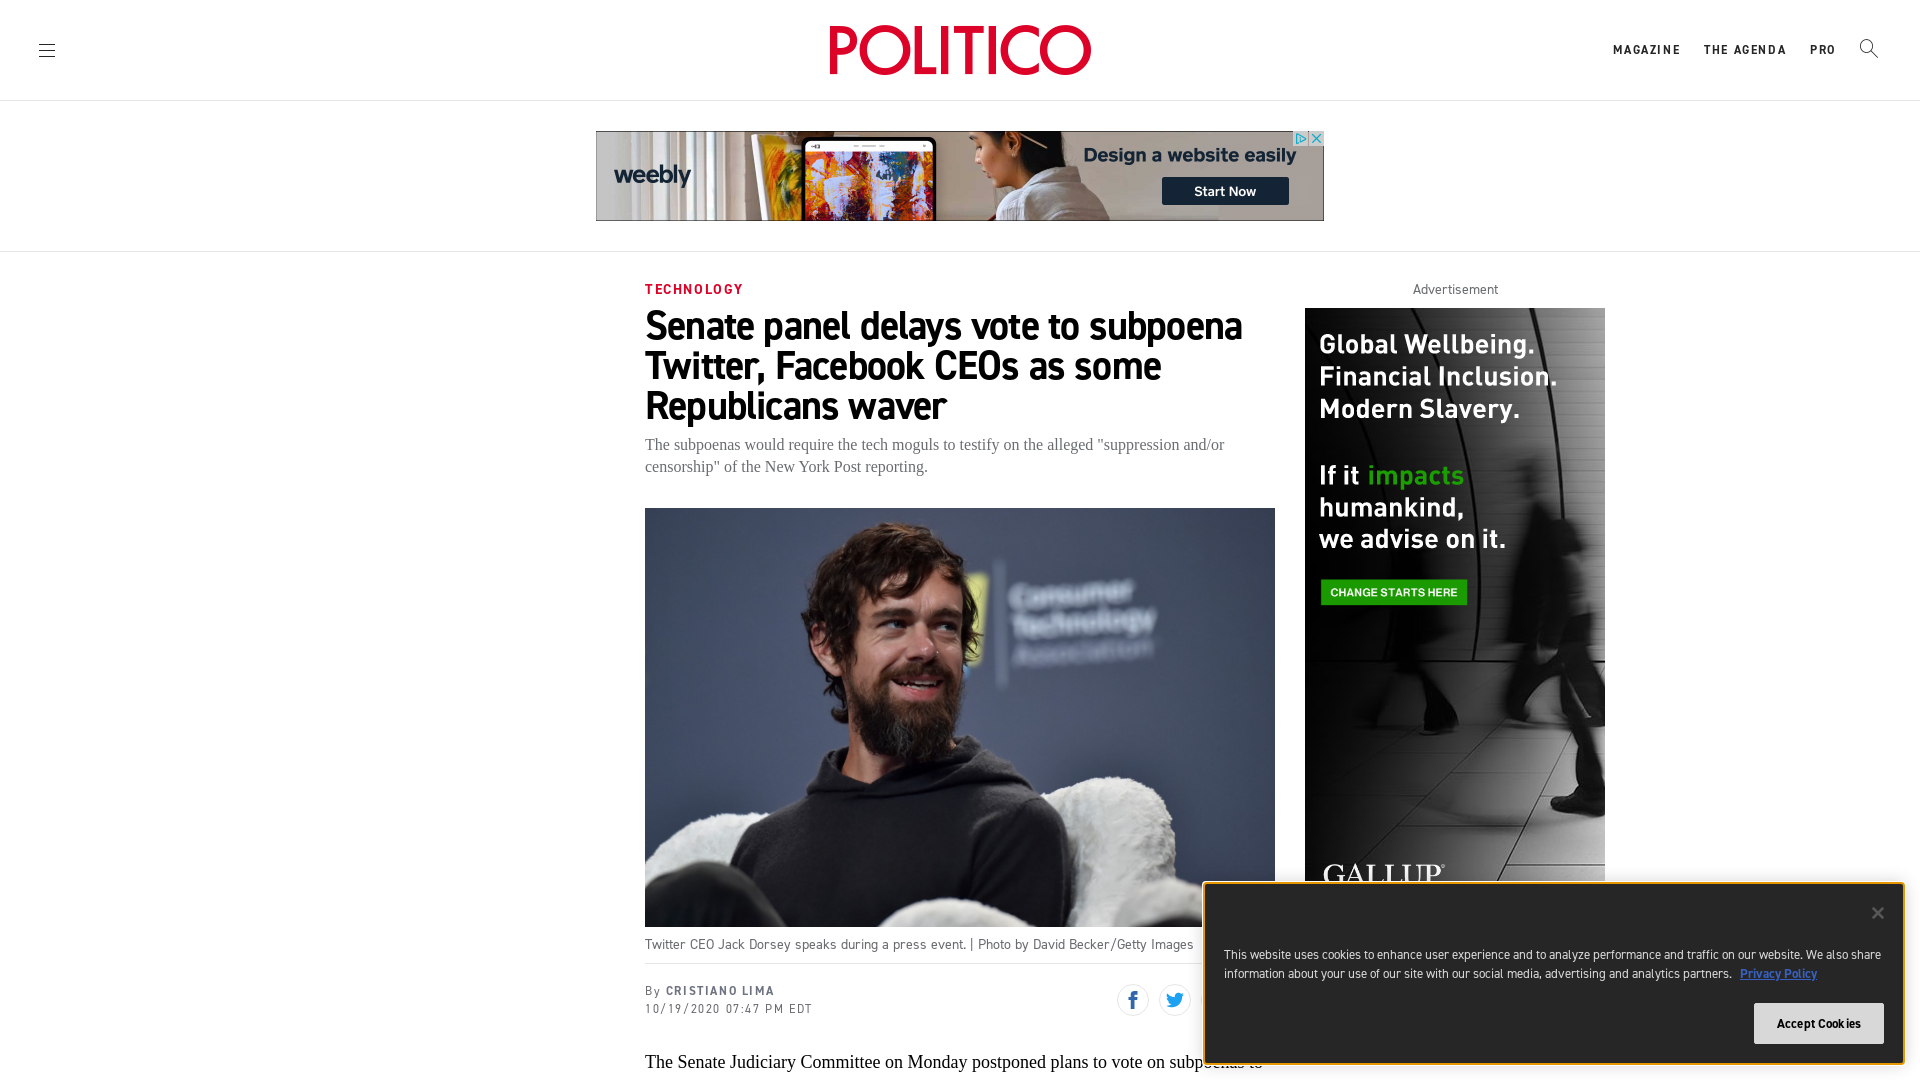 POLITICO
MAGAZINE
THE AGENDA
PRO
weebly
Design a website easily
Start Now
TECHNOLOGY
Senate panel delays vote to subpoena
Twitter, Facebook CEOs as some
Republicans waver
The subpoenas would require the tech moguls to testify on the alleged "suppression and/or
censorship" of the New York Post reporting.
Consumer
Technology
Association
Twitter CEO Jack Dorsey speaks during a press event. | Photo by David Becker/Getty Images
By CRISTIANO LIMA
10/19/2020 07:47 PM EDT
The Senate Judiciary Committee on Monday postponed plans to vote on subpoenas to
Advertisement
Global Wellbeing.
Financial Inclusion.
Modern Slavery.
If it impacts
humankind,
we advise on it.
CHANGE STARTS HERE
GALLUP
This website uses cookies to enhance user experience and to analyze performance and traffic on our website. We also share
information about your use of our site with our social media, advertising and analytics partners. Privacy Policy
Accept Cookies